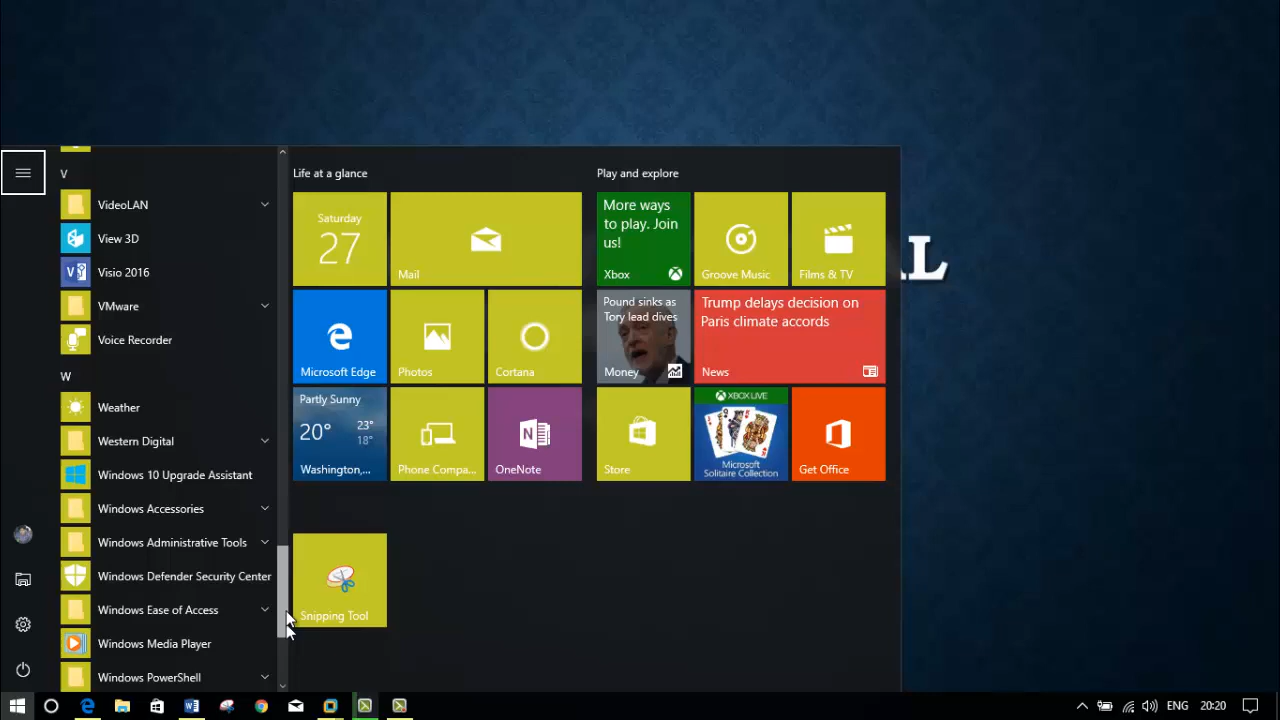 V
VideoLAN
View 3D
Visio 2016
VMware
Voice Recorder
W
Weather
Western Digital
Windows 10 Upgrade Assistant
Windows Accessories
Windows Administrative Tools
Windows Defender Security Center
Windows Ease of Access
Windows Media Player
Windows PowerShell
Life at a glance
Saturday
27
Mail
Microsoft Edge
Photos
Cortana
Partly Sunny
20°
23°
18°
Washington,...
Phone Compa...
OneNote
Snipping Tool
Play and explore
More ways
to play. Join
us!
Xbox
Groove Music
Films & TV
Pound sinks as
Tory lead dives
Money
Trump delays decision on
Paris climate accords
News
Store
XBOX LIVE
Microsoft
Solitaire Collection
Get Office
L
ENG
20:20